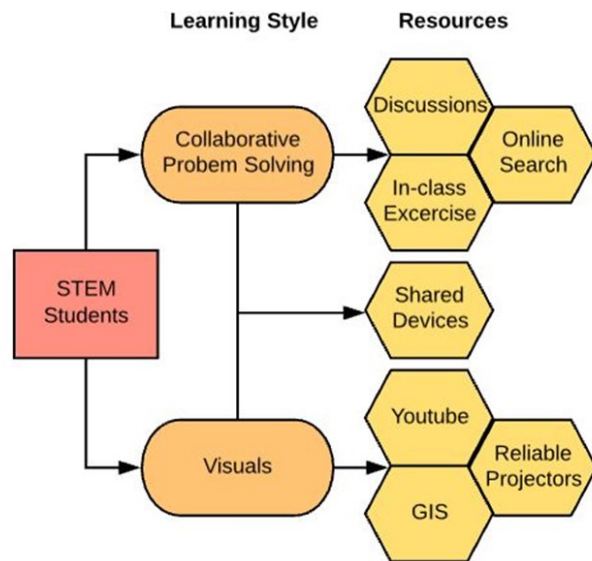 Learning Style
Resources
Collaborative
Probem Solving
Discussions
Online
Search
In-class
Excercise
STEM
Students
Shared
Devices
Visuals
Youtube
Reliable
Projectors
GIS